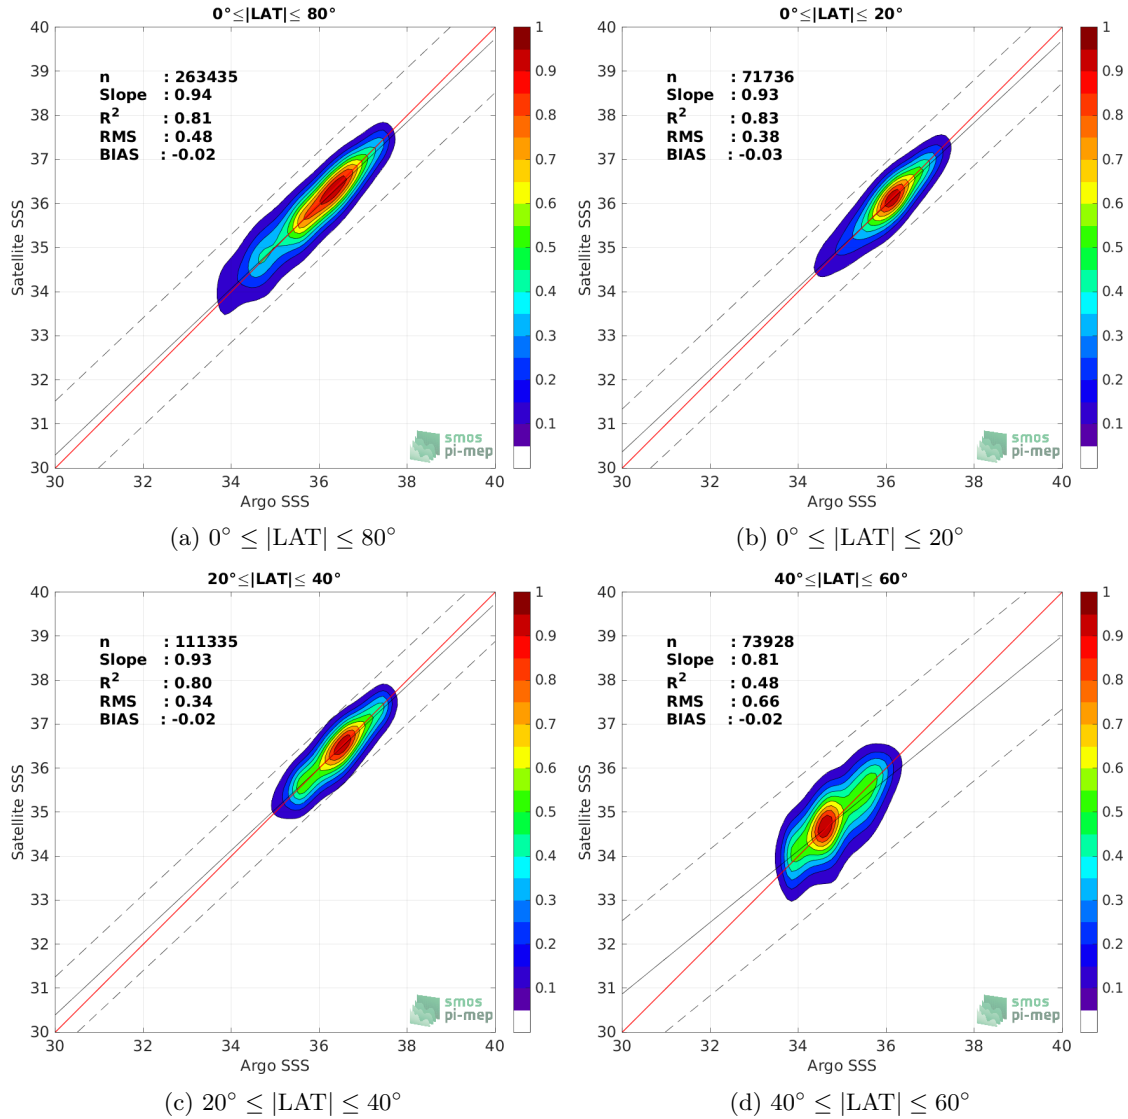 0°≤|LAT|≤ 80°
40
39
38
37
36
35
34
33
32
31
30
Satellite SSS
n : 263435
Slope : 0.94
R² : 0.81
RMS : 0.48
BIAS : -0.02
smos
pi-mep
30 32 34 36 38 40
Argo SSS
1
0.9
0.8
0.7
0.6
0.5
0.4
0.3
0.2
0.1
(a) 0° ≤ |LAT| ≤ 80°
0°≤|LAT|≤ 20°
40
39
38
37
36
35
34
33
32
31
30
Satellite SSS
n : 71736
Slope : 0.93
R² : 0.83
RMS : 0.38
BIAS : -0.03
smos
pi-mep
30 32 34 36 38 40
Argo SSS
1
0.9
0.8
0.7
0.6
0.5
0.4
0.3
0.2
0.1
(b) 0° ≤ |LAT| ≤ 20°
20°≤|LAT|≤ 40°
40
39
38
37
36
35
34
33
32
31
30
Satellite SSS
n : 111335
Slope : 0.93
R² : 0.80
RMS : 0.34
BIAS : -0.02
smos
pi-mep
30 32 34 36 38 40
Argo SSS
1
0.9
0.8
0.7
0.6
0.5
0.4
0.3
0.2
0.1
(c) 20° ≤ |LAT| ≤ 40°
40°≤|LAT|≤ 60°
40
39
38
37
36
35
34
33
32
31
30
Satellite SSS
n : 73928
Slope : 0.81
R² : 0.48
RMS : 0.66
BIAS : -0.02
smos
pi-mep
30 32 34 36 38 40
Argo SSS
1
0.9
0.8
0.7
0.6
0.5
0.4
0.3
0.2
0.1
(d) 40° ≤ |LAT| ≤ 60°